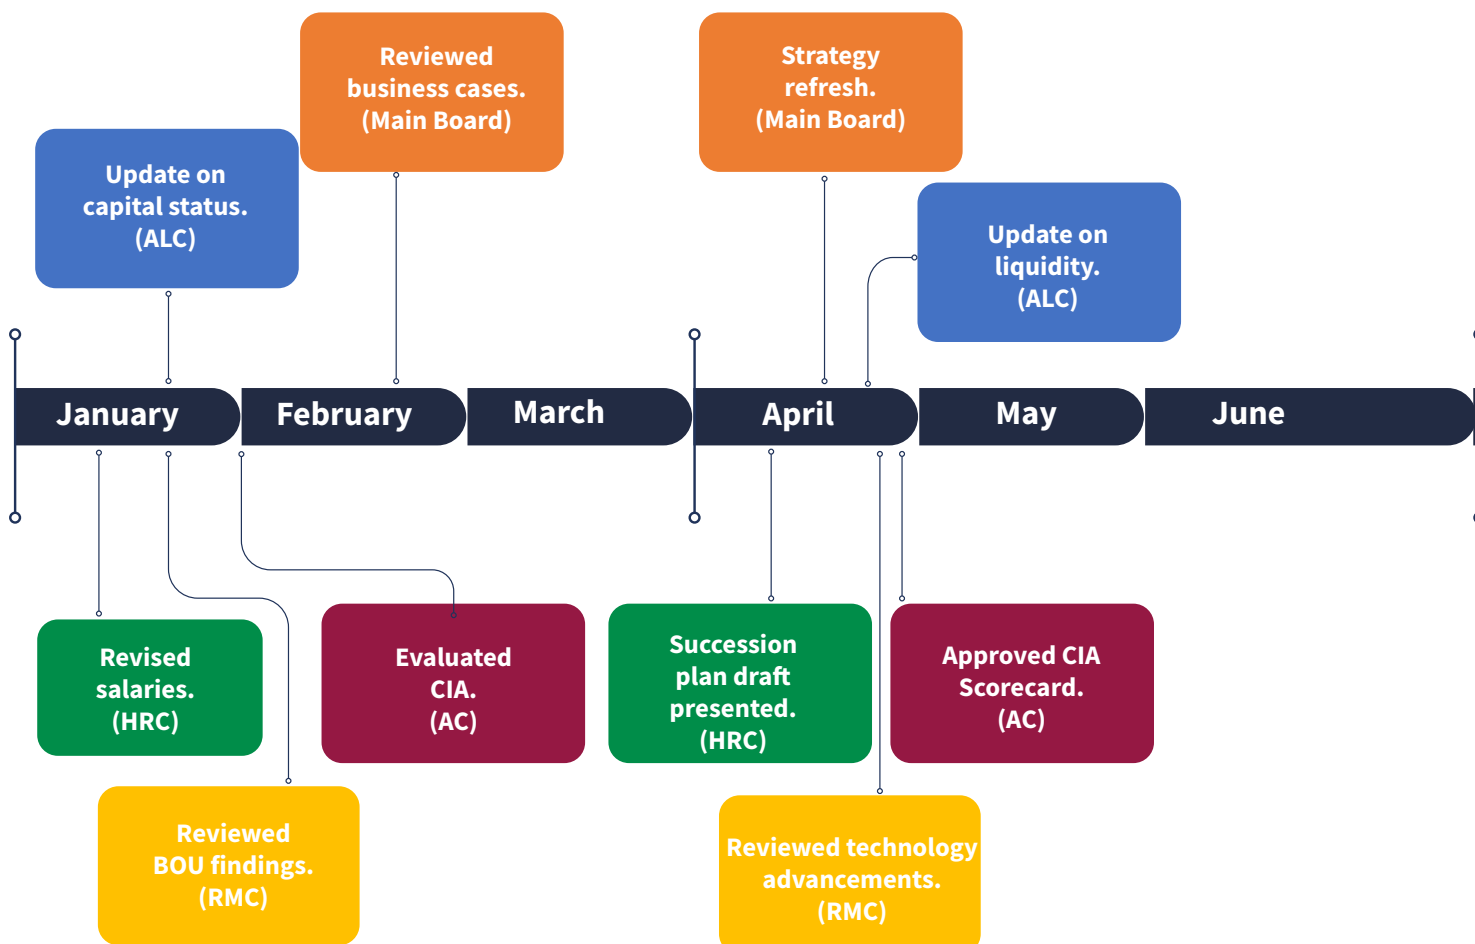 Reviewed
business cases.
(Main Board)
Strategy
refresh.
(Main Board)
Update on
capital status.
(ALC)
Update on
liquidity.
(ALC)
January
February
March
April
May
June
Revised
salaries.
(HRC)
Evaluated
CIA.
(AC)
Succession
plan draft
presented.
(HRC)
Approved CIA
Scorecard.
(AC)
Reviewed
BOU findings.
(RMC)
Reviewed technology
advancements.
(RMC)